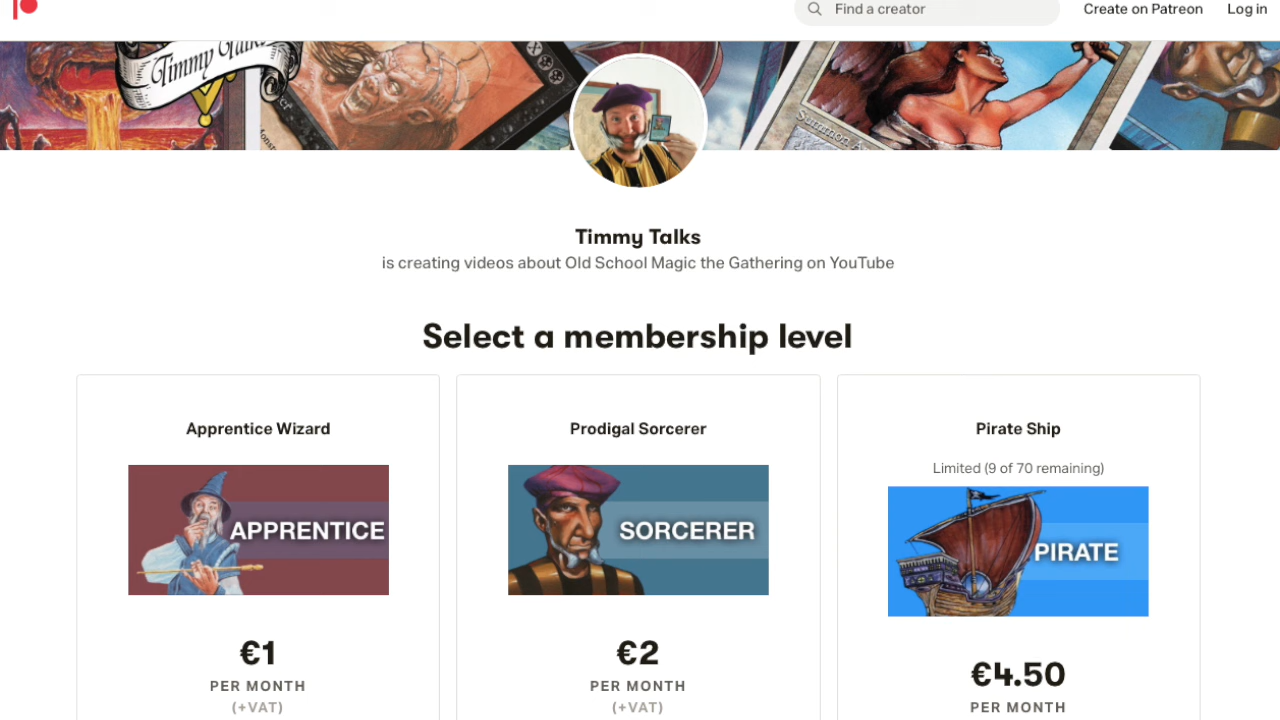 Find a creator
Create on Patreon
Log in
Timmy Talks
Summon A
Timmy Talks
is creating videos about Old School Magic the Gathering on YouTube
Select a membership level
Apprentice Wizard
Prodigal Sorcerer
Pirate Ship
Limited (9 of 70 remaining)
APPRENTICE
SORCERER
PIRATE
€1
€2
€4.50
PER MONTH
PER MONTH
PER MONTH
(+VAT)
(+VAT)